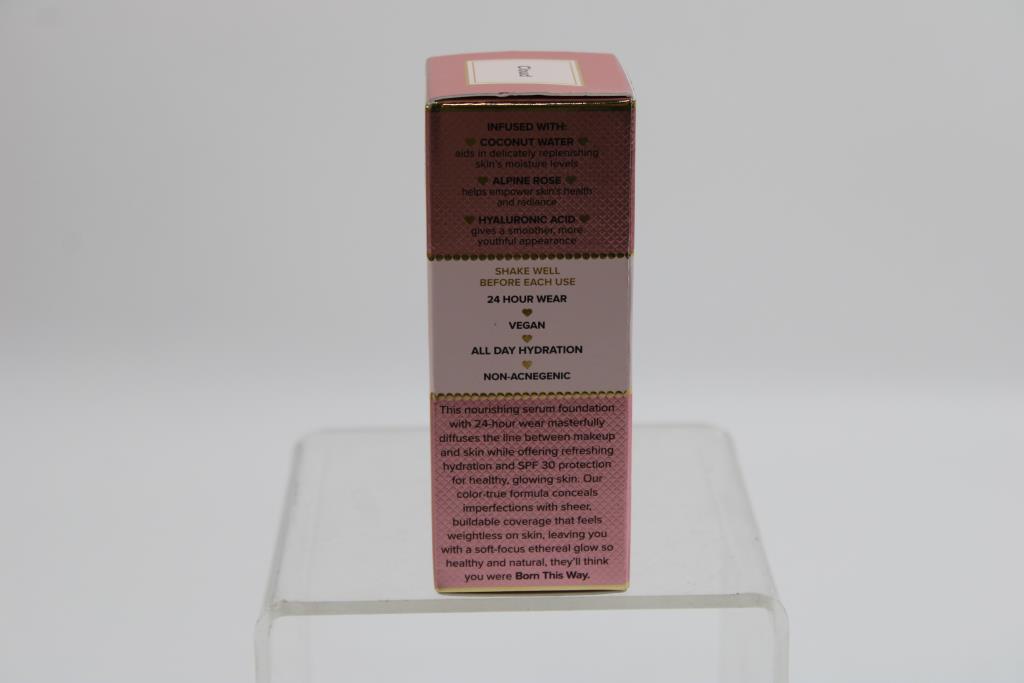 Cloud
INFUSED WITH:
COCONUT WATER
aids in delicately replenishing
skin's moisture levels
ALPINE ROSE
helps empower skin's health
and radiance
HYALURONIC ACID
gives a smoother, more
youthful appearance
SHAKE WELL
BEFORE EACH USE
24 HOUR WEAR
VEGAN
ALL DAY HYDRATION
NON-ACNEGENIC
This nourishing serum foundation
with 24-hour wear masterfully
diffuses the line between makeup
and skin while offering refreshing
hydration and SPF 30 protection
for healthy, glowing skin. Our
color-true formula conceals
imperfections with sheer,
buildable coverage that feels
weightless on skin, leaving you
with a soft-focus ethereal glow so
healthy and natural, they'll think
you were Born This Way.